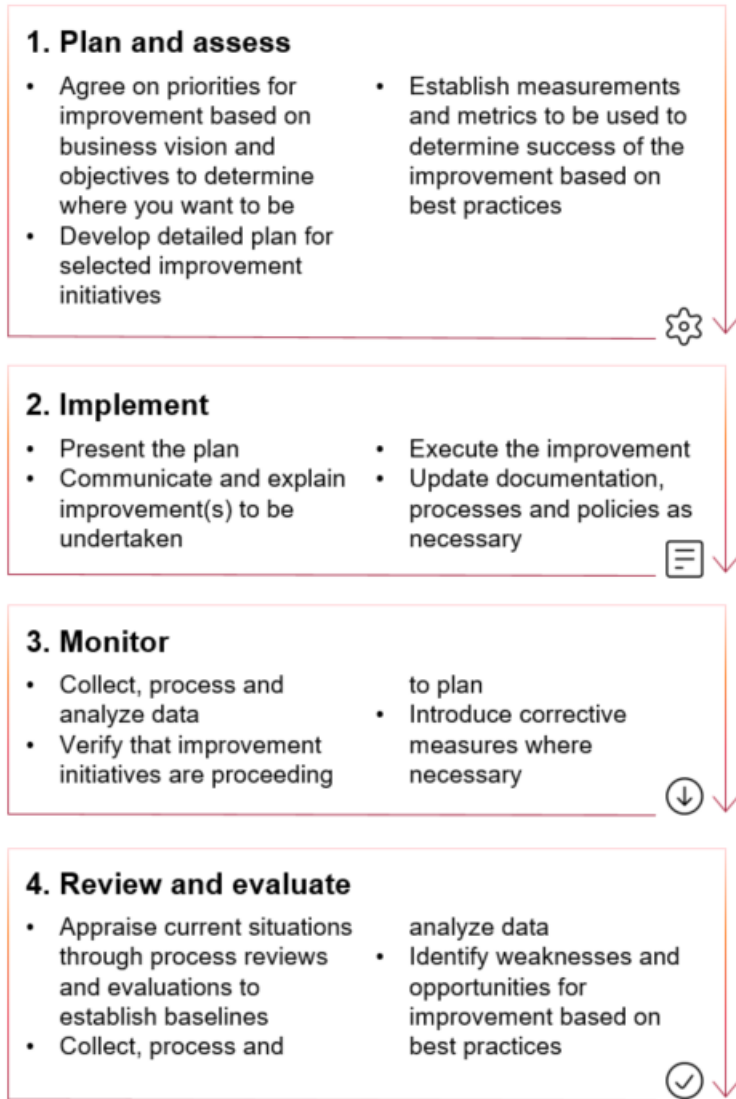 1. Plan and assess
• Agree on priorities for
improvement based on
business vision and
objectives to determine
where you want to be
• Develop detailed plan for
selected improvement
initiatives
• Establish measurements
and metrics to be used to
determine success of the
improvement based on
best practices
2. Implement
• Present the plan
• Communicate and explain
improvement(s) to be
undertaken
• Execute the improvement
• Update documentation,
processes and policies as
necessary
3. Monitor
• Collect, process and
analyze data
• Verify that improvement
initiatives are proceeding
to plan
• Introduce corrective
measures where
necessary
4. Review and evaluate
• Appraise current situations
through process reviews
and evaluations to
establish baselines
• Collect, process and
analyze data
• Identify weaknesses and
opportunities for
improvement based on
best practices